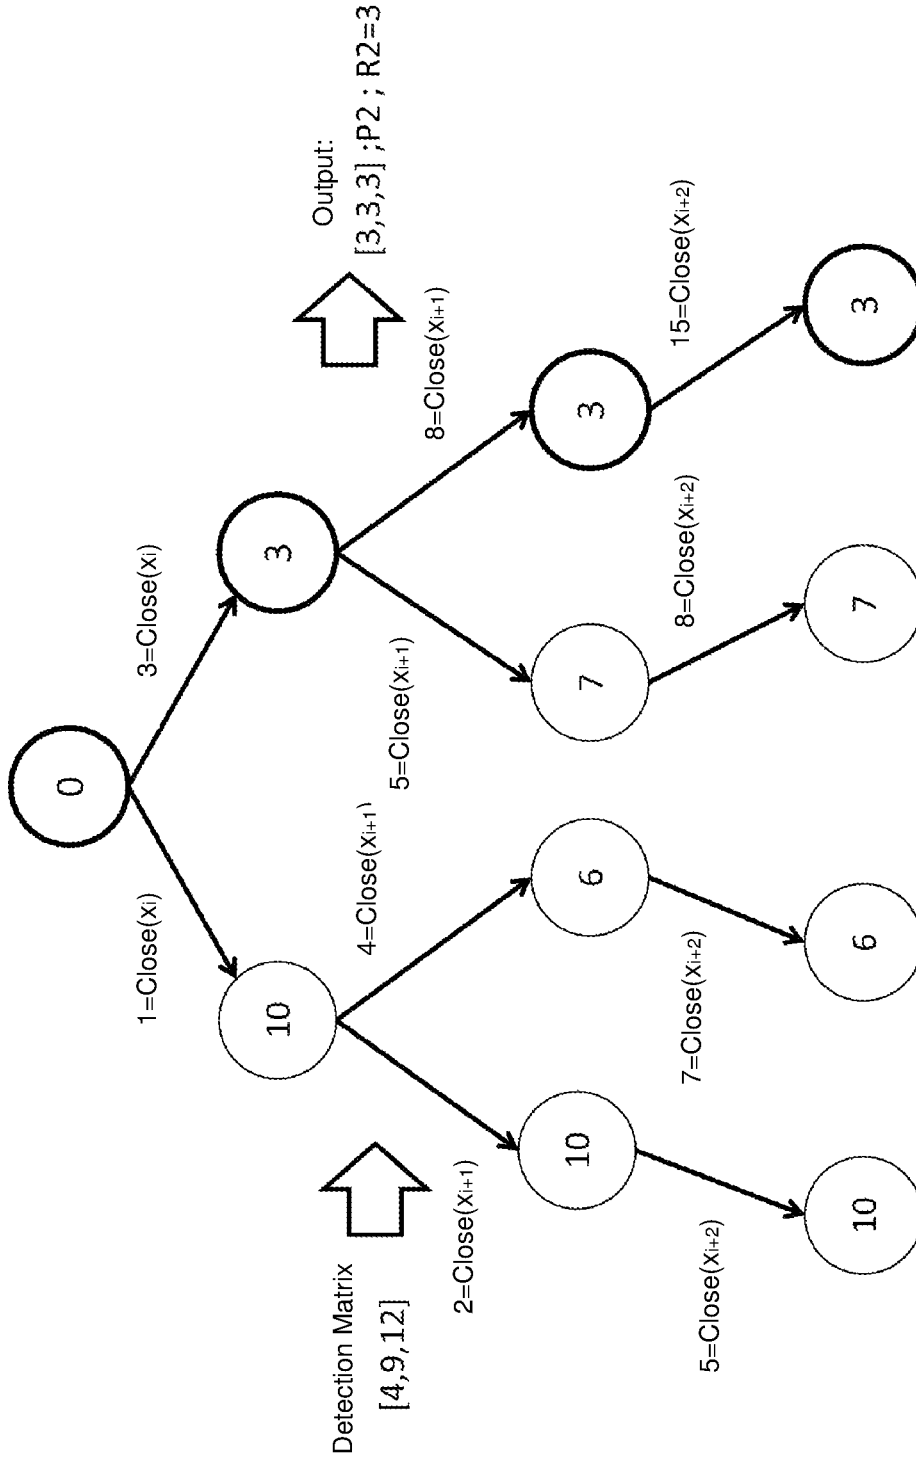 0
1=Close(xi)
3=Close(xi)
10
3
Detection Matrix
[4,9,12]
Output:
[3,3,3] ;P2 ; R2=3
2=Close(xi+1)
4=Close(xi+1)
5=Close(xi+1)
8=Close(xi+1)
10
6
7
3
5=Close(xi+2)
7=Close(xi+2)
8=Close(xi+2)
15=Close(xi+2)
10
6
7
3